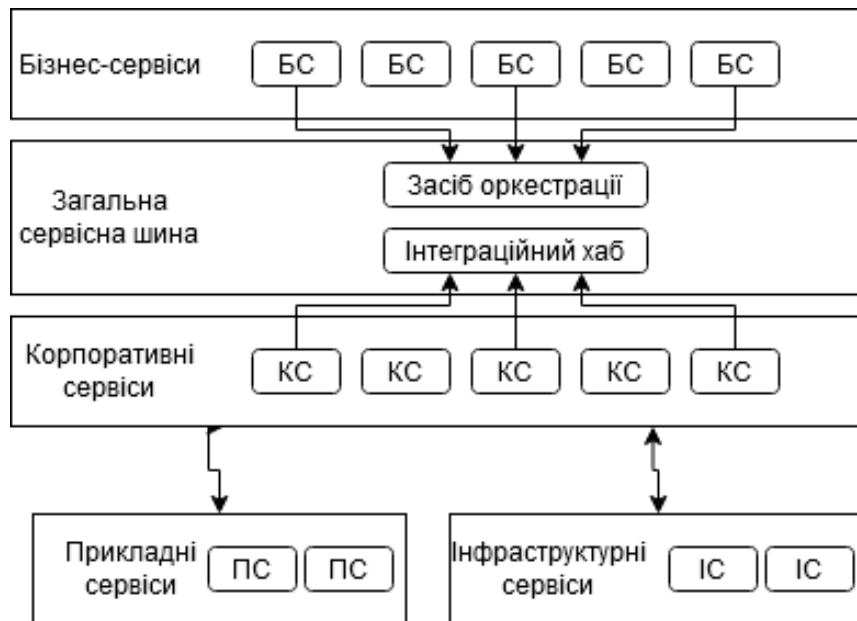 Бізнес-сервіси
БС БС БС БС БС
Загальна
сервісна шина
Засіб оркестрації
Інтеграційний хаб
Корпоративні
сервіси
КС КС КС КС КС
Прикладні
сервіси
ПС ПС
Інфраструктурні
сервіси
ІС ІС